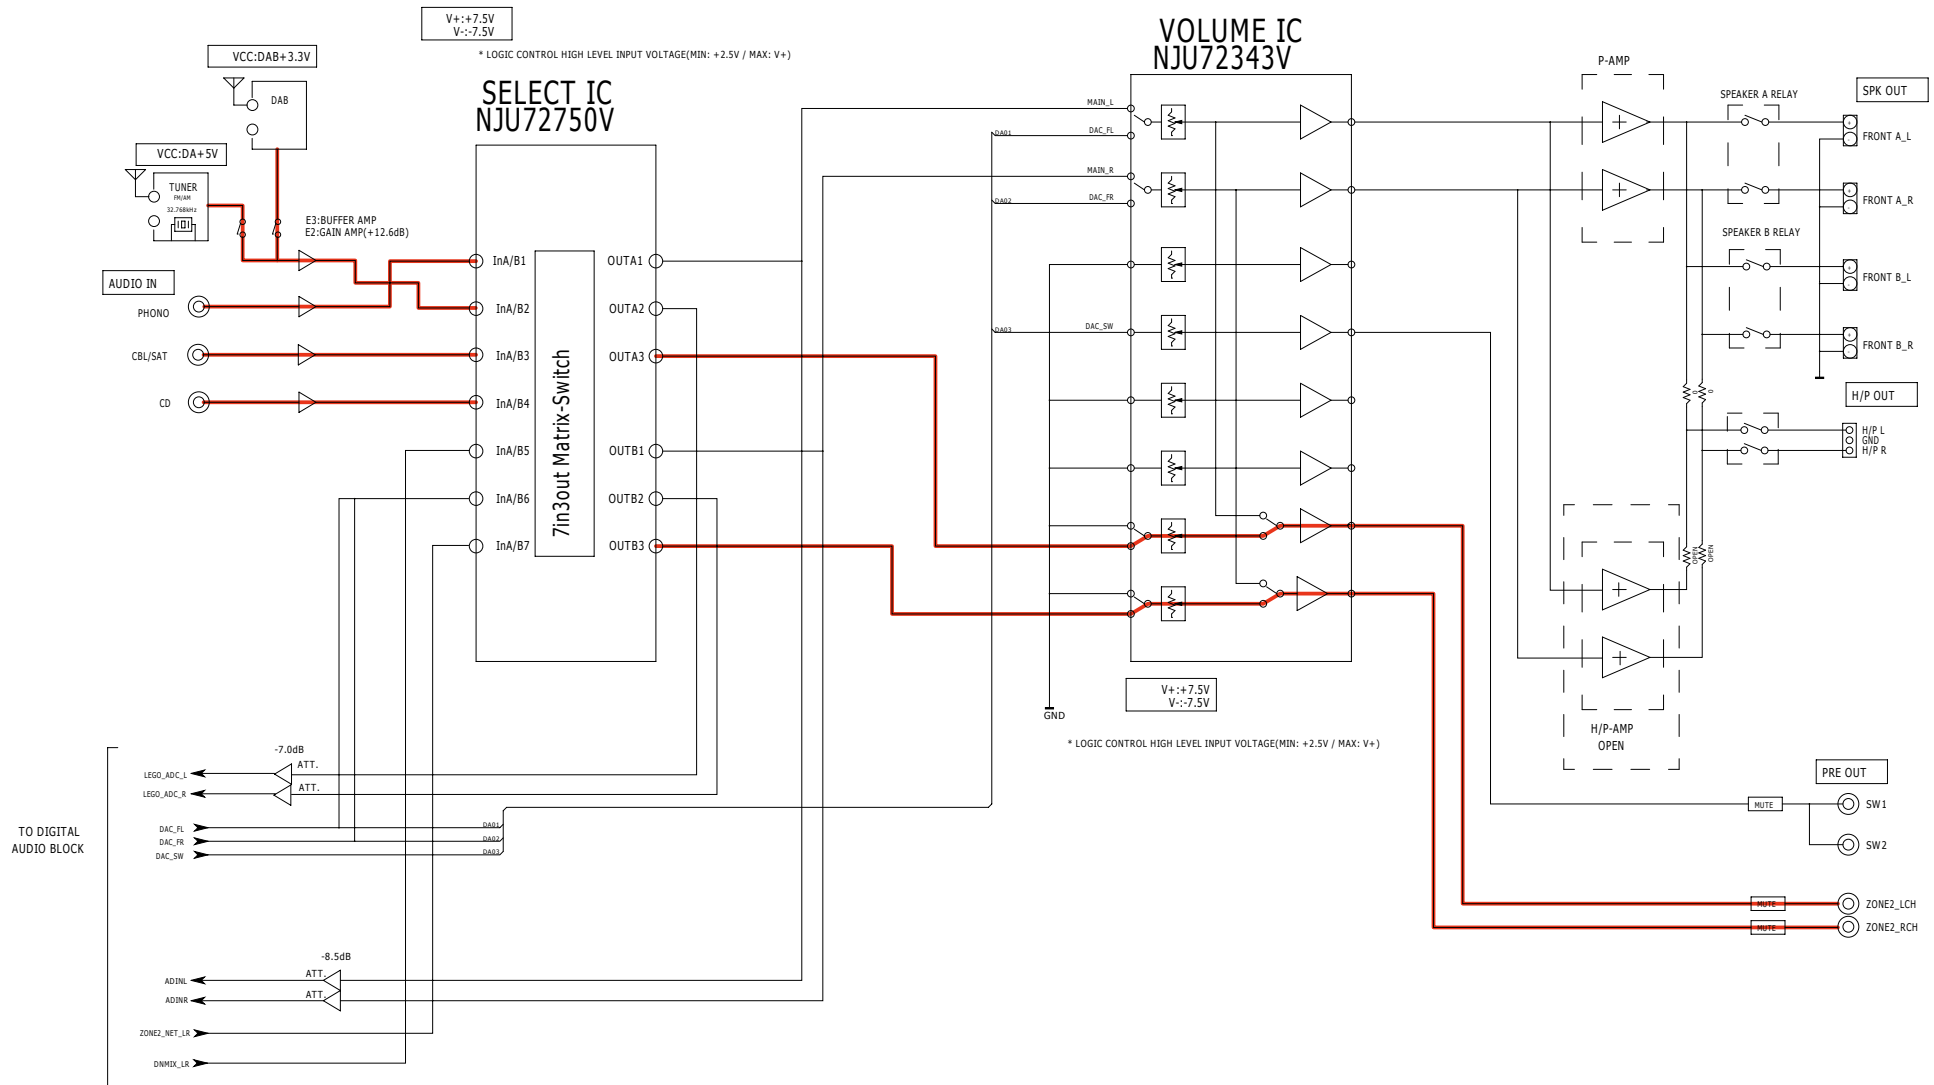 V+:+7.5V
V-:-7.5V
* LOGIC CONTROL HIGH LEVEL INPUT VOLTAGE(MIN: +2.5V / MAX: V+)
VCC:DAB+3.3V
DAB
VCC:DA+5V
TUNER
FM/AM
32.768kHz
E3:BUFFER AMP
E2:GAIN AMP(+12.6dB)
AUDIO IN
PHONO
CBL/SAT
CD
SELECT IC
NJU72750V
InA/B1
InA/B2
InA/B3
InA/B4
InA/B5
InA/B6
InA/B7
7in3out Matrix-Switch
OUTA1
OUTA2
OUTA3
OUTB1
OUTB2
OUTB3
VOLUME IC
NJU72343V
MAIN_L
DA01
DAC_FL
MAIN_R
DA02
DAC_FR
DA03
DAC_SW
GND
V+:+7.5V
V-:-7.5V
* LOGIC CONTROL HIGH LEVEL INPUT VOLTAGE(MIN: +2.5V / MAX: V+)
P-AMP
SPEAKER A RELAY
SPK OUT
+
-
FRONT A_L
+
-
FRONT A_R
SPEAKER B RELAY
+
-
FRONT B_L
+
-
FRONT B_R
H/P OUT
0
0
H/P L
GND
H/P R
OPEN
OPEN
H/P-AMP
OPEN
PRE OUT
MUTE
SW1
SW2
MUTE
ZONE2_LCH
MUTE
ZONE2_RCH
-7.0dB
ATT.
LEGO_ADC_L
ATT.
LEGO_ADC_R
DAC_FL
DA01
DAC_FR
DA02
DAC_SW
DA03
TO DIGITAL
AUDIO BLOCK
-8.5dB
ATT.
ADINL
ATT.
ADINR
ZONE2_NET_LR
DNMIX_LR